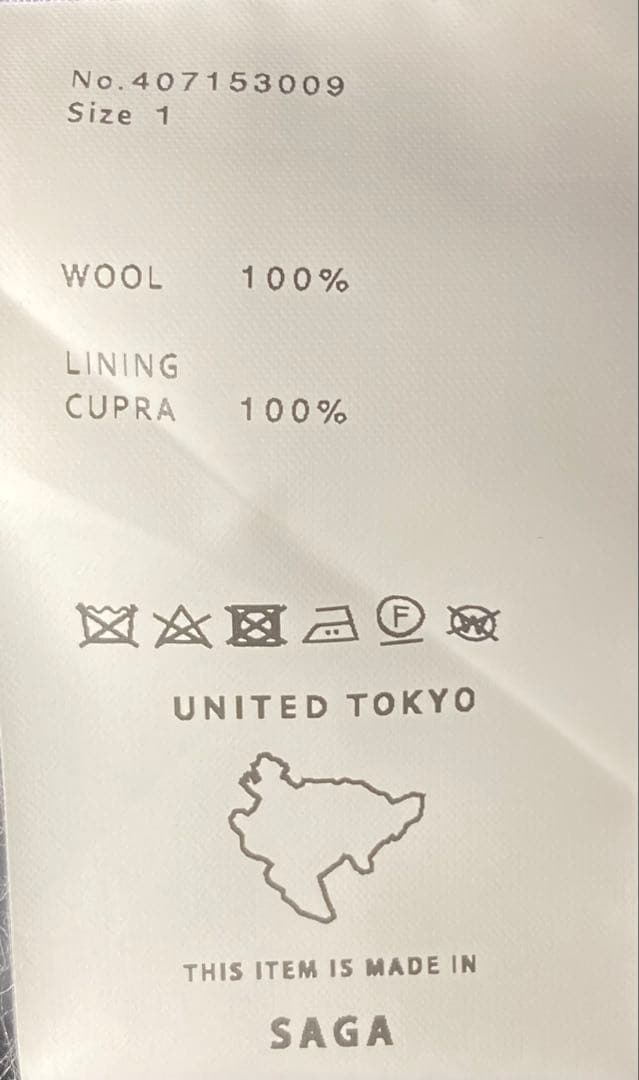 No.407153009
Size 1
WOOL 100%
LINING
CUPRA 100%
F W
UNITED TOKYO
THIS ITEM IS MADE IN
SAGA